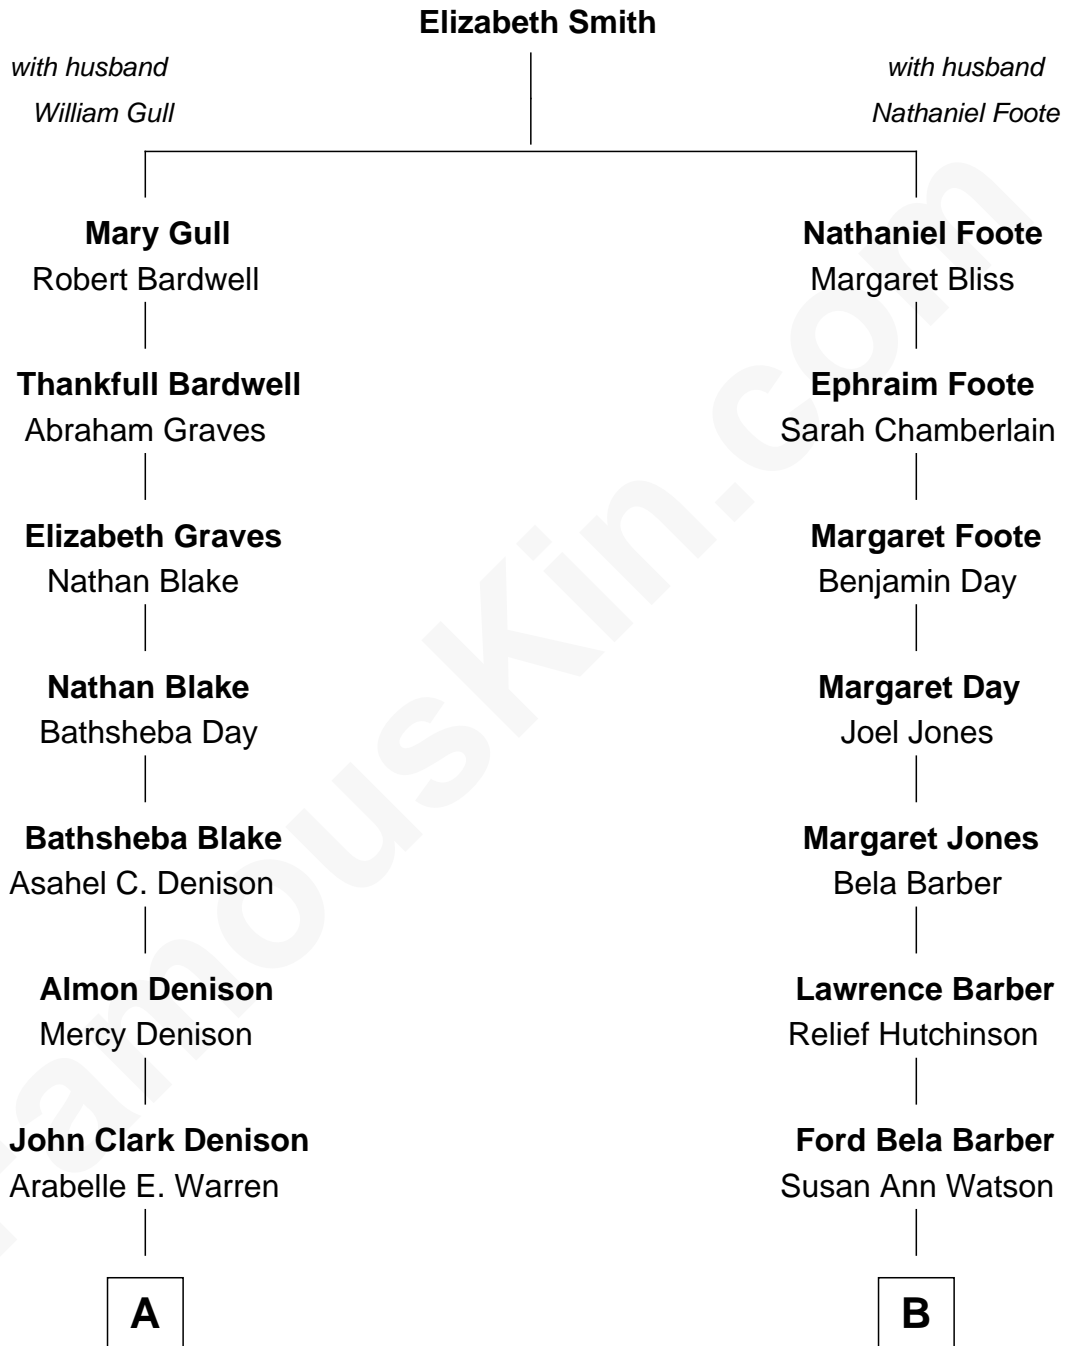 Elizabeth Smith
with husband
William Gull
with husband
Nathaniel Foote
Mary Gull
Robert Bardwell
Nathaniel Foote
Margaret Bliss
Thankfull Bardwell
Abraham Graves
Ephraim Foote
Sarah Chamberlain
Elizabeth Graves
Nathan Blake
Margaret Foote
Benjamin Day
Nathan Blake
Bathsheba Day
Margaret Day
Joel Jones
Bathsheba Blake
Asahel C. Denison
Margaret Jones
Bela Barber
Almon Denison
Mercy Denison
Lawrence Barber
Relief Hutchinson
John Clark Denison
Arabelle E. Warren
Ford Bela Barber
Susan Ann Watson
A
B
FamousKin.com